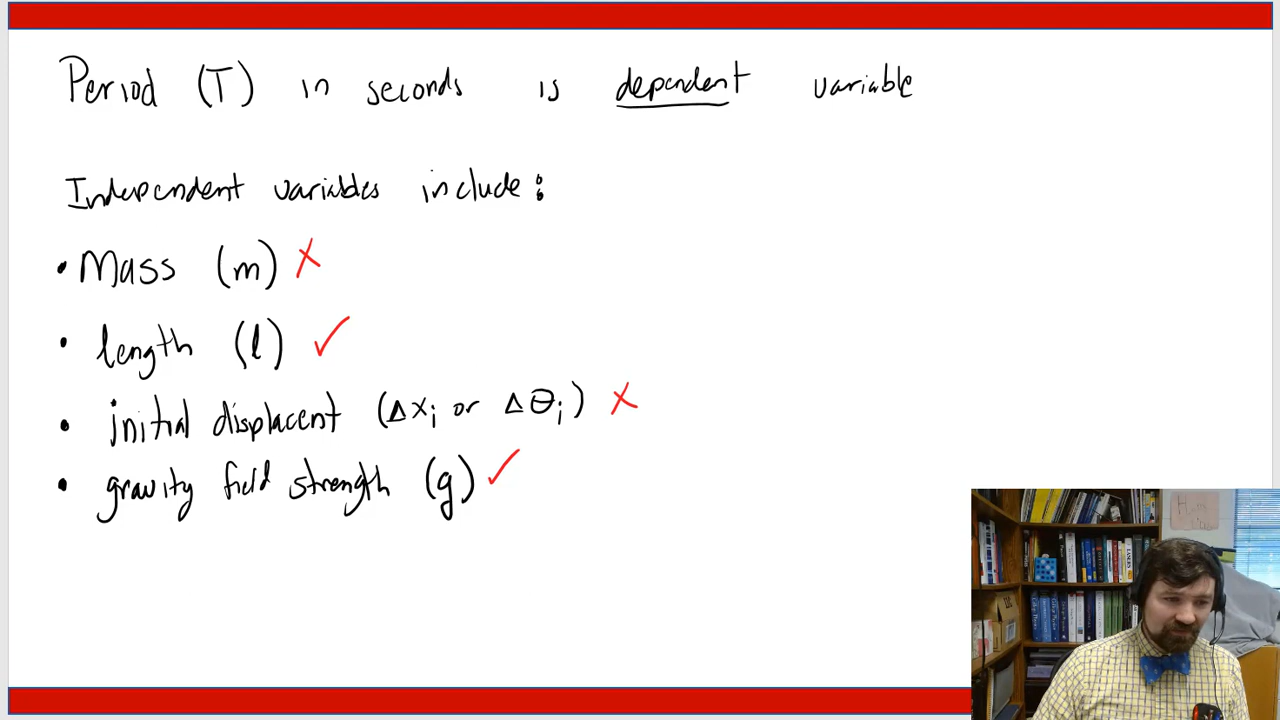 Period (T) in seconds is dependent variable
Independent variables include:
• Mass (m) ✗
• length (l) ✓
• initial displacent (Δxᵢ or Δθᵢ) ✗
• gravity field strength (g) ✓